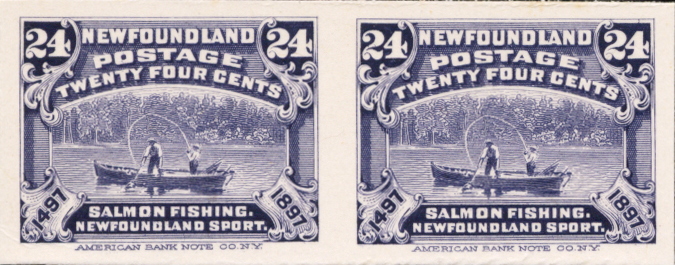 24 NEWFOUNDLAND 24
POSTAGE
TWENTY FOUR CENTS
1497 1897
SALMON FISHING.
NEWFOUNDLAND SPORT.
AMERICAN BANK NOTE CO. N.Y.
24 NEWFOUNDLAND 24
POSTAGE
TWENTY FOUR CENTS
1497 1897
SALMON FISHING.
NEWFOUNDLAND SPORT.
AMERICAN BANK NOTE CO. N.Y.